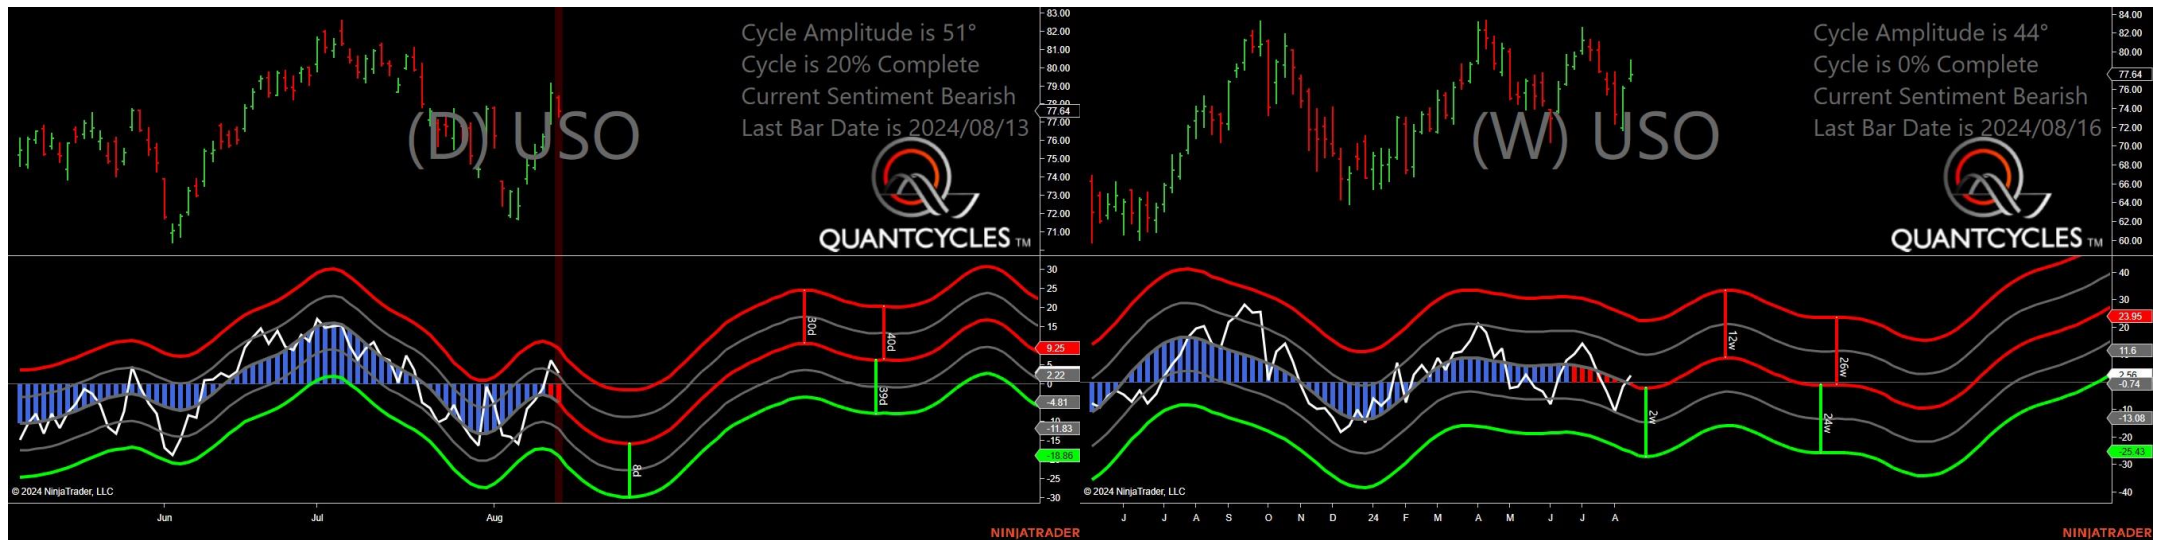 Cycle Amplitude is 51°
Cycle is 20% Complete
Current Sentiment Bearish
Last Bar Date is 2024/08/13
(D) USO
QUANTCYCLES TM
83.00
82.00
81.00
80.00
79.00
78.00
77.64
77.00
76.00
75.00
74.00
73.00
72.00
71.00
30
25
20
15
9.25
2.22
0
-4.81
-10
-11.83
-15
-18.86
-25
-30
30d
40d
39d
8d
© 2024 NinjaTrader, LLC
Jun
Jul
Aug
NINJATRADER
Cycle Amplitude is 44°
Cycle is 0% Complete
Current Sentiment Bearish
Last Bar Date is 2024/08/16
(W) USO
QUANTCYCLES TM
84.00
82.00
80.00
77.64
76.00
74.00
72.00
70.00
68.00
66.00
64.00
62.00
60.00
40
30
23.95
20
11.6
2.56
-0.74
-10
-13.08
-20
-25.43
-30
-40
12w
26w
2w
24w
© 2024 NinjaTrader, LLC
J
J
A
S
O
N
D
24
F
M
A
M
J
J
A
NINJATRADER